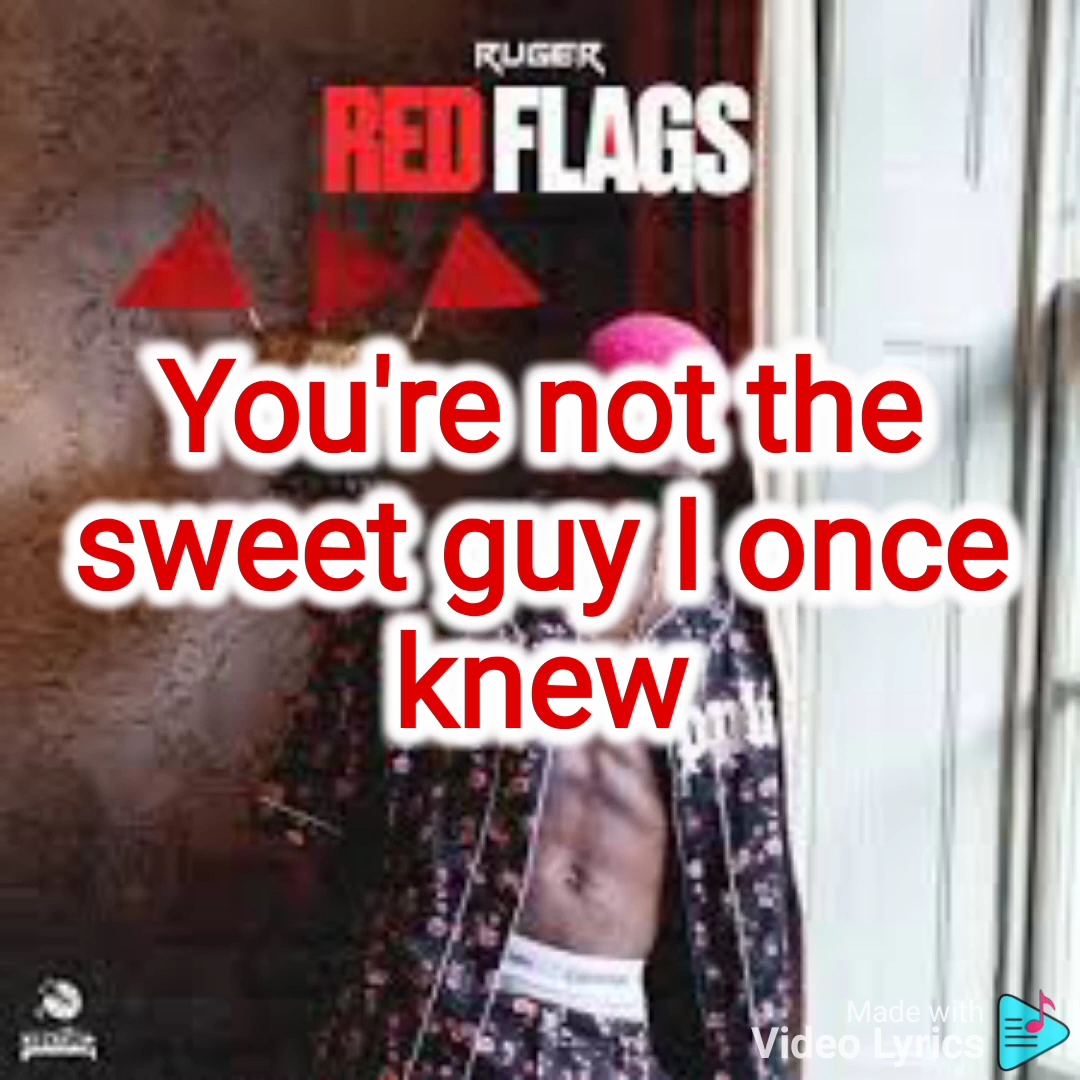 RUGER
RED FLAGS
You're not the
sweet guy I once
knew
Made with
Video Lyrics